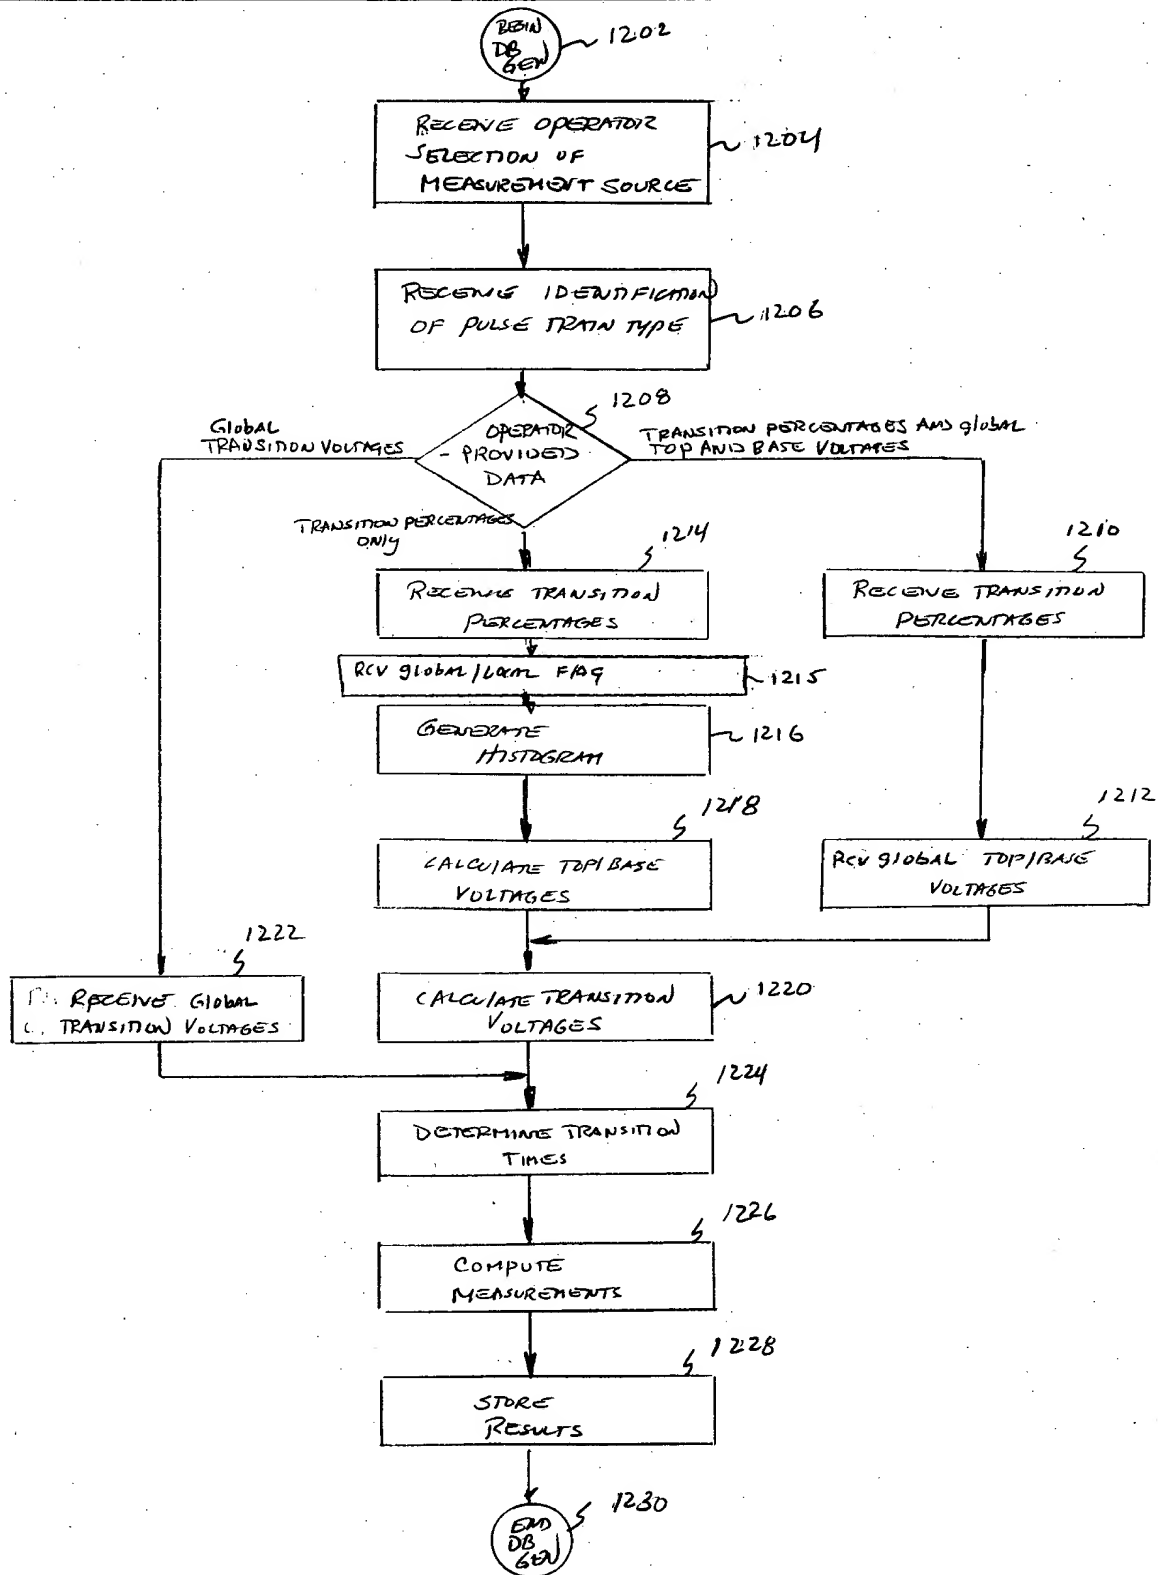 BEGIN
DB
GEN
1202
RECEIVE OPERATOR
SELECTION OF
MEASUREMENT SOURCE
1204
RECEIVE IDENTIFICATION
OF PULSE TRAIN TYPE
1206
1208
OPERATOR
- PROVIDED
DATA
Global
TRANSITION VOLTAGES
TRANSITION PERCENTAGES AND global
TOP AND BASE VOLTAGES
TRANSITION PERCENTAGES
ONLY
1214
RECEIVE TRANSITION
PERCENTAGES
1210
RECEIVE TRANSITION
PERCENTAGES
RCV global/Local FlAG
1215
GENERATE
HISTOGRAM
1216
1218
CALCULATE TOP/BASE
VOLTAGES
1212
RCV global TOP/BASE
VOLTAGES
1222
RECEIVE Global
TRANSITION VOLTAGES
CALCULATE TRANSITION
VOLTAGES
1220
1224
DETERMINE TRANSITION
TIMES
1226
COMPUTE
MEASUREMENTS
1228
STORE
RESULTS
END
DB
GEN
1230